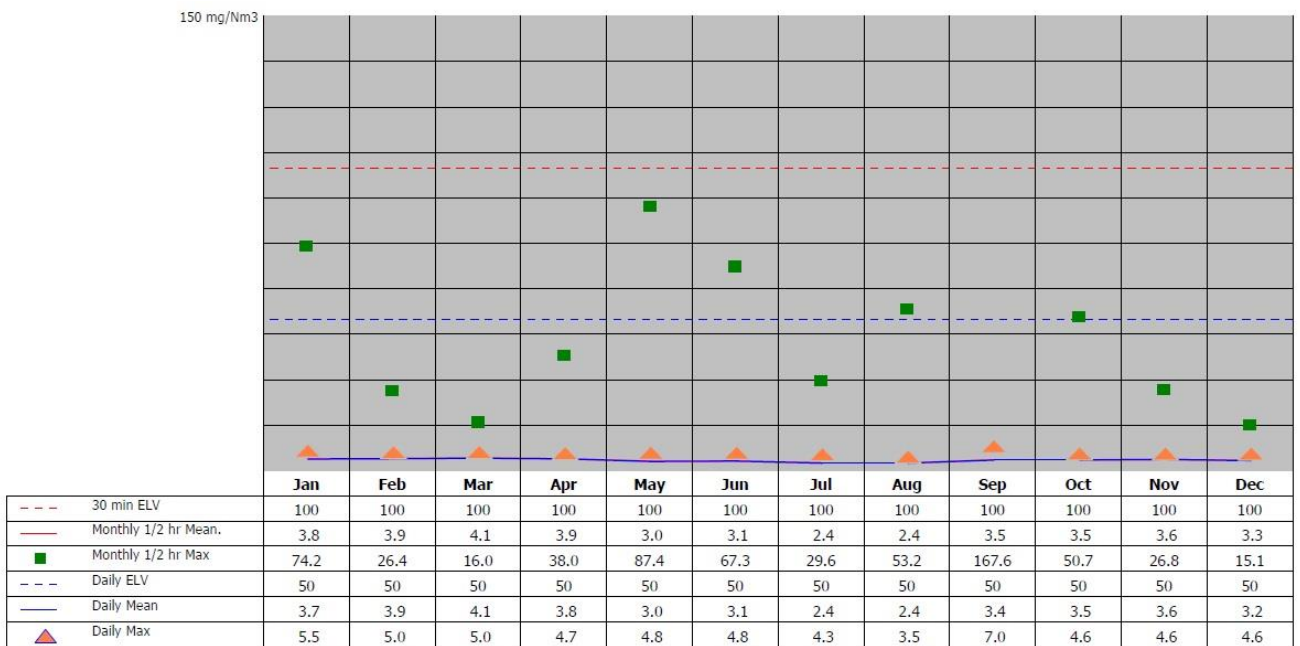 150 mg/Nm3
Jan Feb Mar Apr May Jun Jul Aug Sep Oct Nov Dec
30 min ELV 100 100 100 100 100 100 100 100 100 100 100 100
Monthly 1/2 hr Mean. 3.8 3.9 4.1 3.9 3.0 3.1 2.4 2.4 3.5 3.5 3.6 3.3
Monthly 1/2 hr Max 74.2 26.4 16.0 38.0 87.4 67.3 29.6 53.2 167.6 50.7 26.8 15.1
Daily ELV 50 50 50 50 50 50 50 50 50 50 50 50
Daily Mean 3.7 3.9 4.1 3.8 3.0 3.1 2.4 2.4 3.4 3.5 3.6 3.2
Daily Max 5.5 5.0 5.0 4.7 4.8 4.8 4.3 3.5 7.0 4.6 4.6 4.6